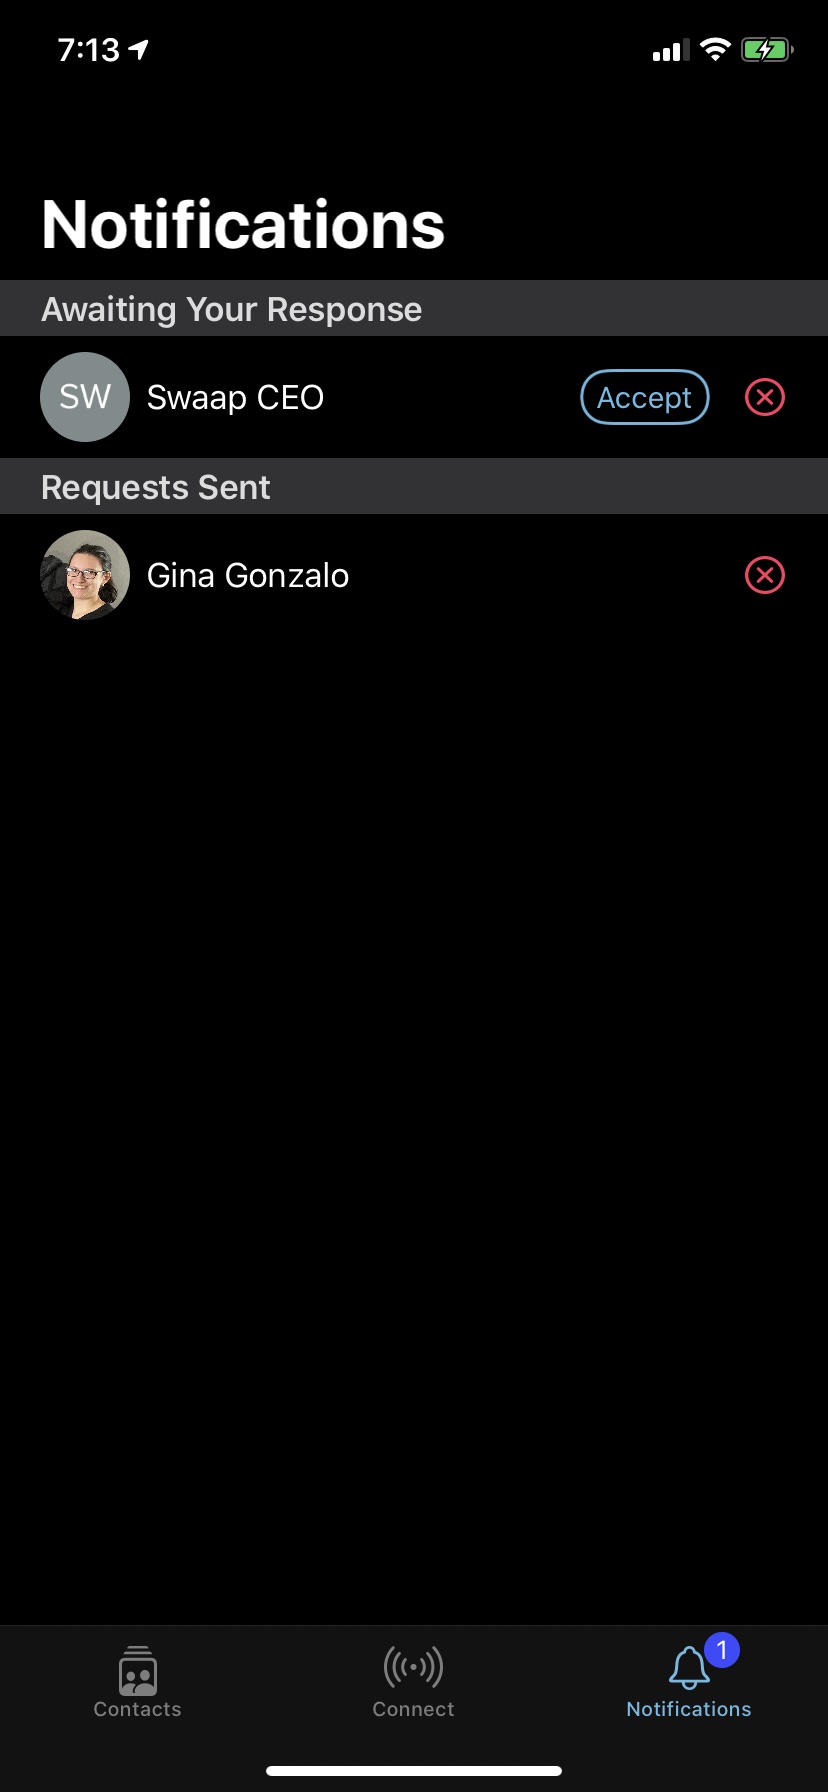 7:13
Notifications
Awaiting Your Response
SW Swaap CEO Accept
Requests Sent
Gina Gonzalo
1
Contacts Connect Notifications